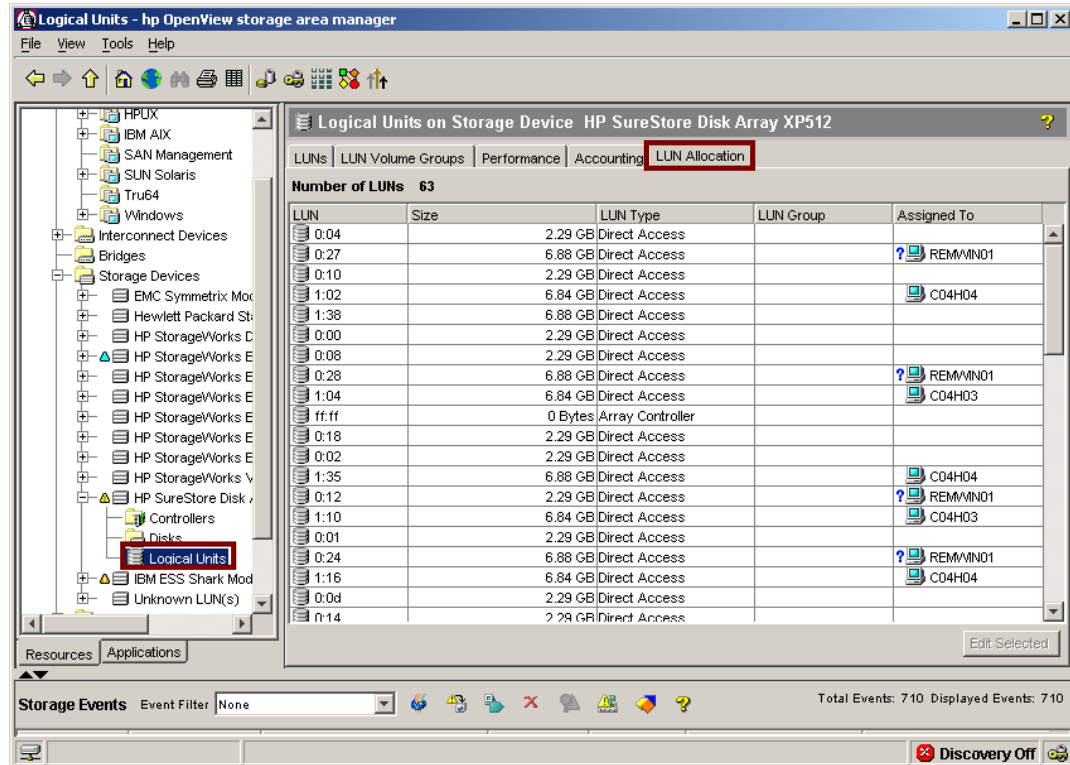 Logical Units - hp OpenView storage area manager
File View Tools Help
HPUX
IBM AIX
SAN Management
SUN Solaris
Tru64
Windows
Interconnect Devices
Bridges
Storage Devices
EMC Symmetrix Mod
Hewlett Packard Sta
HP StorageWorks D
HP StorageWorks E
HP StorageWorks E
HP StorageWorks E
HP StorageWorks E
HP StorageWorks E
HP StorageWorks E
HP StorageWorks V
HP SureStore Disk
Controllers
Disks
Logical Units
IBM ESS Shark Mod
Unknown LUN(s)
Resources Applications
Logical Units on Storage Device HP SureStore Disk Array XP512 ?
LUNs LUN Volume Groups Performance Accounting LUN Allocation
Number of LUNs 63
LUN Size LUN Type LUN Group Assigned To
0:04 2.29 GB Direct Access
0:27 6.88 GB Direct Access ? REMWIN01
0:10 2.29 GB Direct Access
1:02 6.84 GB Direct Access C04H04
1:38 6.88 GB Direct Access
0:00 2.29 GB Direct Access
0:08 2.29 GB Direct Access
0:28 6.88 GB Direct Access ? REMWIN01
1:04 6.84 GB Direct Access C04H03
ff:ff 0 Bytes Array Controller
0:18 2.29 GB Direct Access
0:02 2.29 GB Direct Access
1:35 6.88 GB Direct Access C04H04
0:12 2.29 GB Direct Access ? REMWIN01
1:10 6.84 GB Direct Access C04H03
0:01 2.29 GB Direct Access
0:24 6.88 GB Direct Access ? REMWIN01
1:16 6.84 GB Direct Access C04H04
0:0d 2.29 GB Direct Access
0:14 2.29 GB Direct Access
Edit Selected
Storage Events Event Filter None ? Total Events: 710 Displayed Events: 710
Discovery Off